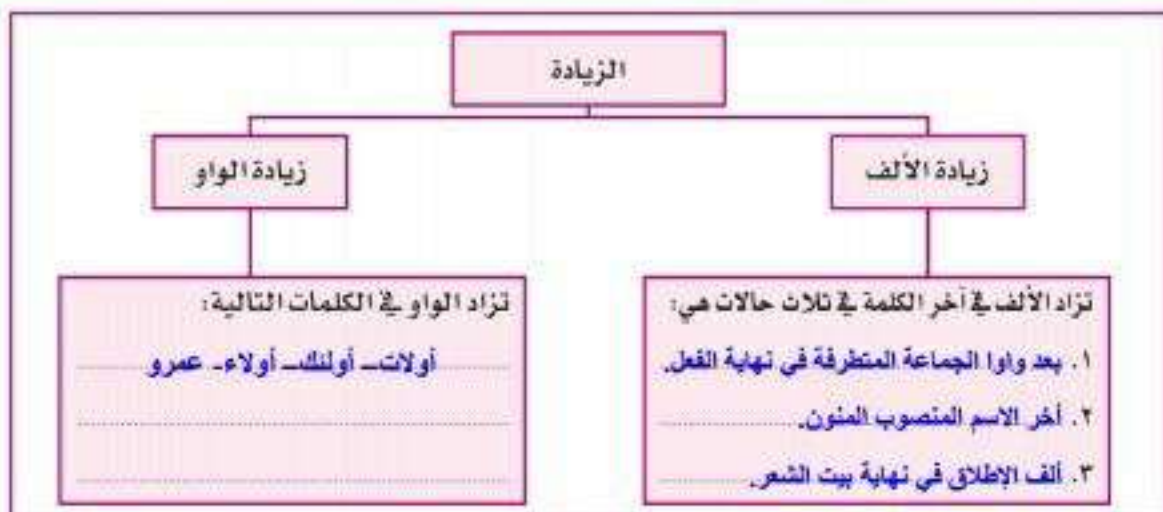 الزيادة
زيادة الألف
زيادة الواو
تزاد الألف في آخر الكلمة في ثلاث حالات هي:
١. بعد واوا الجماعة المتطرفة في نهاية الفعل.
٢. أخر الاسم المنصوب المنون.
٣. ألف الإطلاق في نهاية بيت الشعر.
تزاد الواو في الكلمات التالية:
أولات– أولئك– أولاء- عمرو